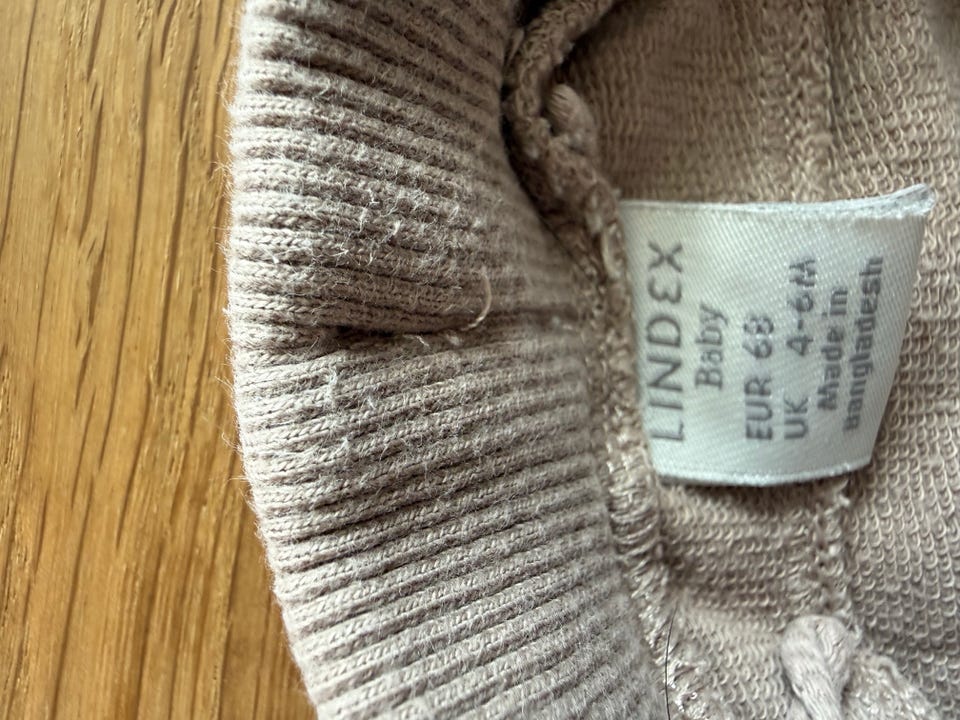 LINDEX
Baby
EUR 68
UK 4-6M
Made in
Bangladesh